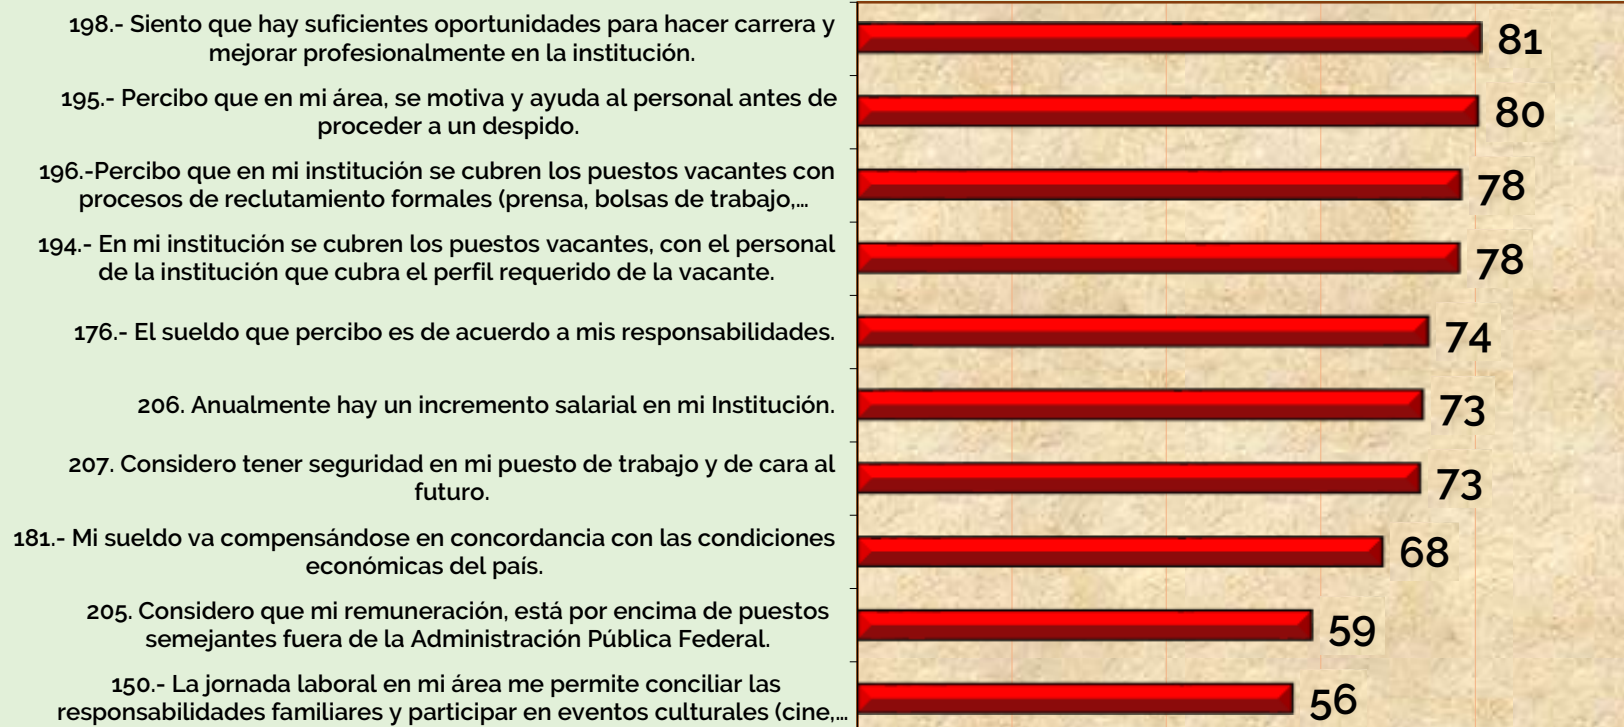 198.- Siento que hay suficientes oportunidades para hacer carrera y
mejorar profesionalmente en la institución.
81
195.- Percibo que en mi área, se motiva y ayuda al personal antes de
proceder a un despido.
80
196.-Percibo que en mi institución se cubren los puestos vacantes con
procesos de reclutamiento formales (prensa, bolsas de trabajo,...
78
194.- En mi institución se cubren los puestos vacantes, con el personal
de la institución que cubra el perfil requerido de la vacante.
78
176.- El sueldo que percibo es de acuerdo a mis responsabilidades.
74
206. Anualmente hay un incremento salarial en mi Institución.
73
207. Considero tener seguridad en mi puesto de trabajo y de cara al
futuro.
73
181.- Mi sueldo va compensándose en concordancia con las condiciones
económicas del país.
68
205. Considero que mi remuneración, está por encima de puestos
semejantes fuera de la Administración Pública Federal.
59
150.- La jornada laboral en mi área me permite conciliar las
responsabilidades familiares y participar en eventos culturales (cine,...
56